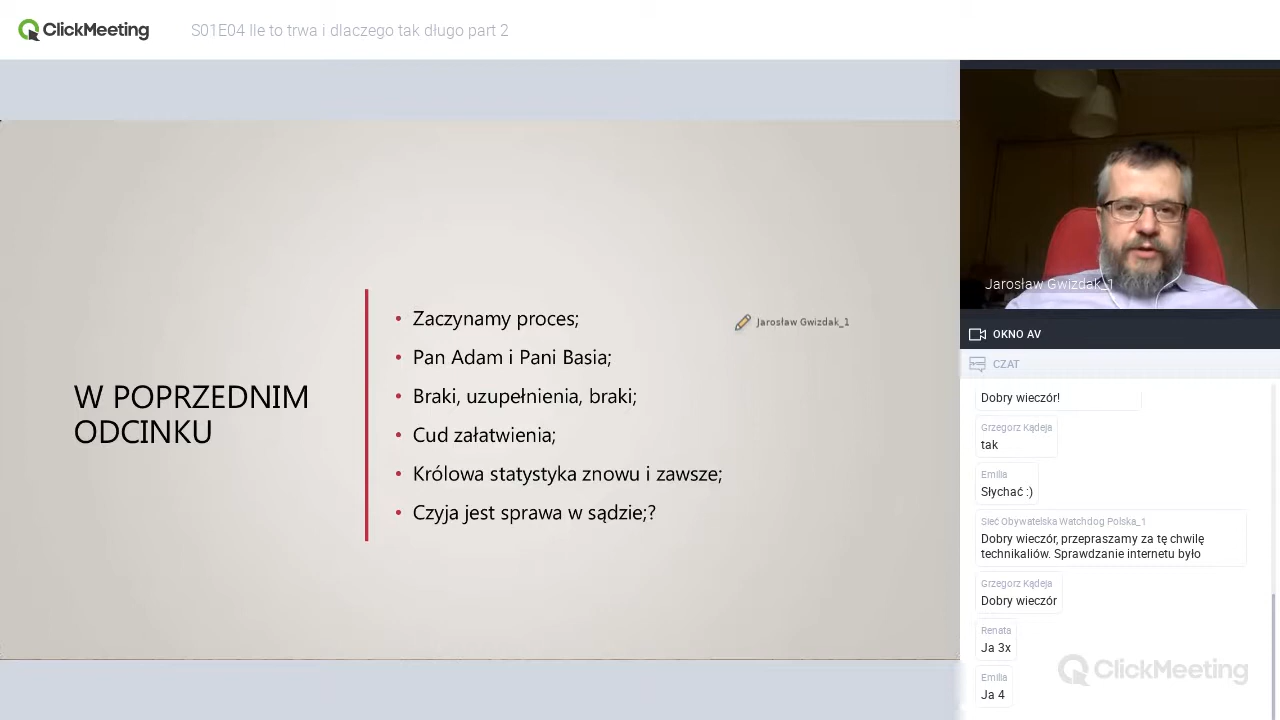 ClickMeeting
S01E04 Ile to trwa i dlaczego tak długo part 2
W POPRZEDNIM
ODCINKU
• Zaczynamy proces;
• Pan Adam i Pani Basia;
• Braki, uzupełnienia, braki;
• Cud załatwienia;
• Królowa statystyka znowu i zawsze;
• Czyja jest sprawa w sądzie;?
Jarosław Gwizdak_1
Jarosław Gwizdak_1
OKNO AV
CZAT
Dobry wieczór!
Grzegorz Kądeja
tak
Emilia
Słychać :)
Sieć Obywatelska Watchdog Polska_1
Dobry wieczór, przepraszamy za tę chwilę
technikaliów. Sprawdzanie internetu było
Grzegorz Kądeja
Dobry wieczór
Renata
Ja 3x
Emilia
Ja 4
ClickMeeting